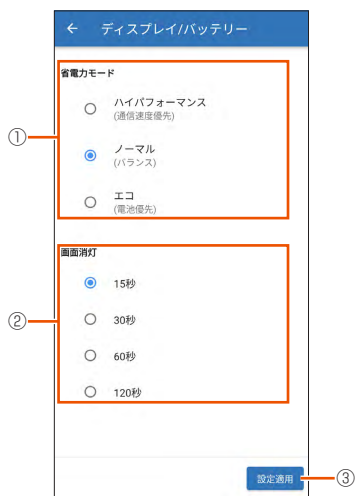 ← ディスプレイ/バッテリー
省電力モード
ハイパフォーマンス
(通信速度優先)
①
ノーマル
(バランス)
エコ
(電池優先)
画面消灯
15秒
②
30秒
60秒
120秒
設定適用
③